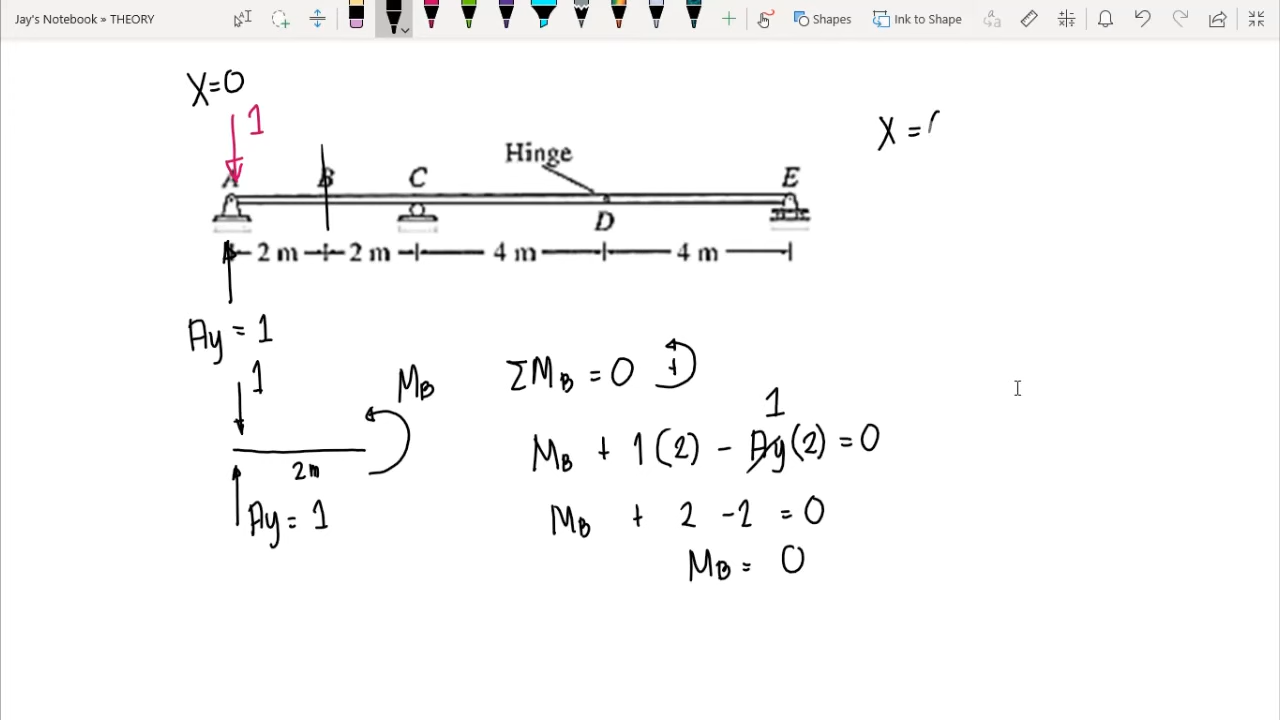 Jay's Notebook » THEORY
Shapes
Ink to Shape
X=0
1
X =
Hinge
A
B
C
E
D
2 m
2 m
4 m
4 m
Ay = 1
1
MB
2m
Ay = 1
ΣMB = 0 +
1
MB + 1(2) - Ay(2) = 0
MB + 2 -2 = 0
MB = 0